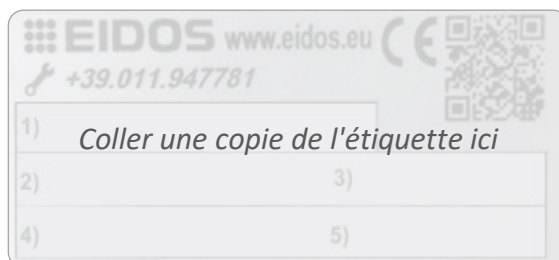 EIDOS www.eidos.eu CE
+39.011.947781
1)
Coller une copie de l'étiquette ici
2) 3)
4) 5)